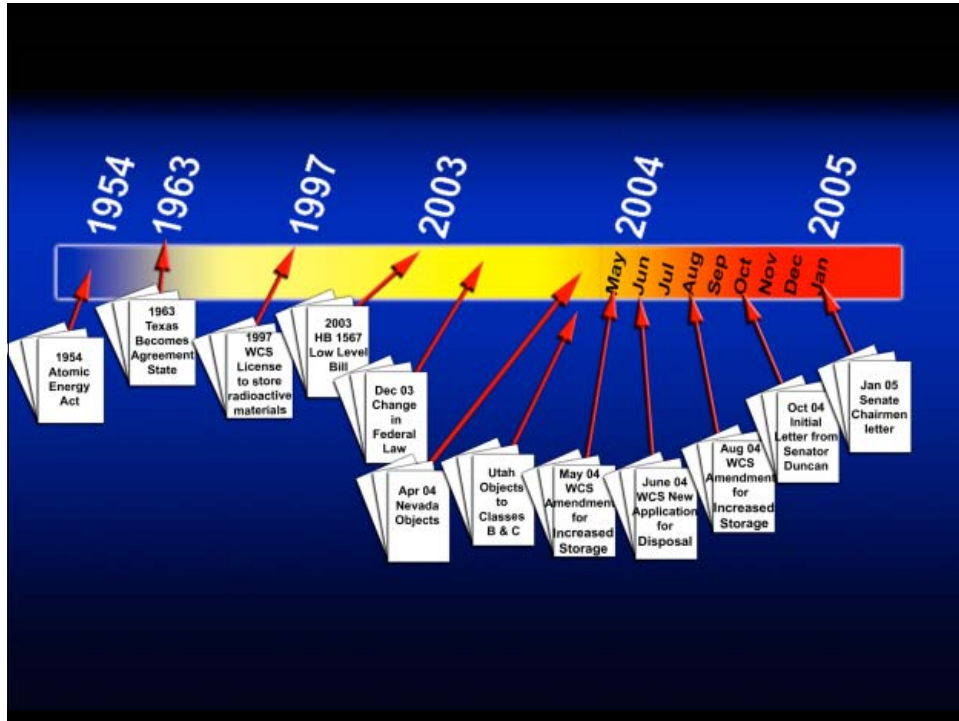 1954
1963
1997
2003
2004
2005
May
Jun
Jul
Aug
Sep
Oct
Nov
Dec
Jan
1954
Atomic
Energy
Act
1963
Texas
Becomes
Agreement
State
1997
WCS
License
to store
radioactive
materials
2003
HB 1567
Low Level
Bill
Dec 03
Change
in
Federal
Law
Apr 04
Nevada
Objects
Utah
Objects
to
Classes
B & C
May 04
WCS
Amendment
for
Increased
Storage
June 04
WCS New
Application
for
Disposal
Aug 04
WCS
Amendment
for
Increased
Storage
Oct 04
Initial
Letter from
Senator
Duncan
Jan 05
Senate
Chairmen
letter